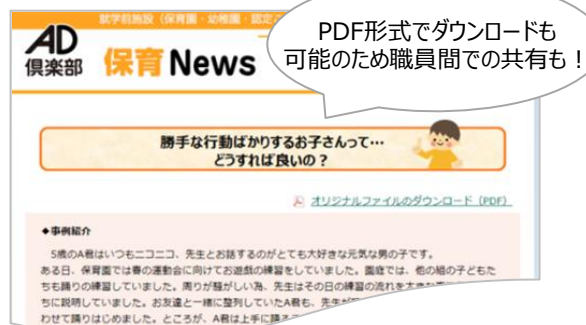 就学前施設（保育園・幼稚園・認定こ
PDF形式でダウンロードも
可能のため職員間での共有も！
AD
倶楽部
保育News
勝手な行動ばかりするお子さんって…
どうすれば良いの？
オリジナルファイルのダウンロード（PDF）
◆事例紹介
5歳のA君はいつもニコニコ、先生とお話するのがとても大好きな元気な男の子です。
ある日、保育園では春の運動会に向けてお遊戯の練習をしていました。園庭では、他の組の子どもた
ちも踊りの練習していました。周りが騒がしい為、先生はその日の練習の流れを大き
ちに説明していました。お友達と一緒に整列していたA君も、先生が
わせて踊りはじめました。ところが、A君は上手に踊る